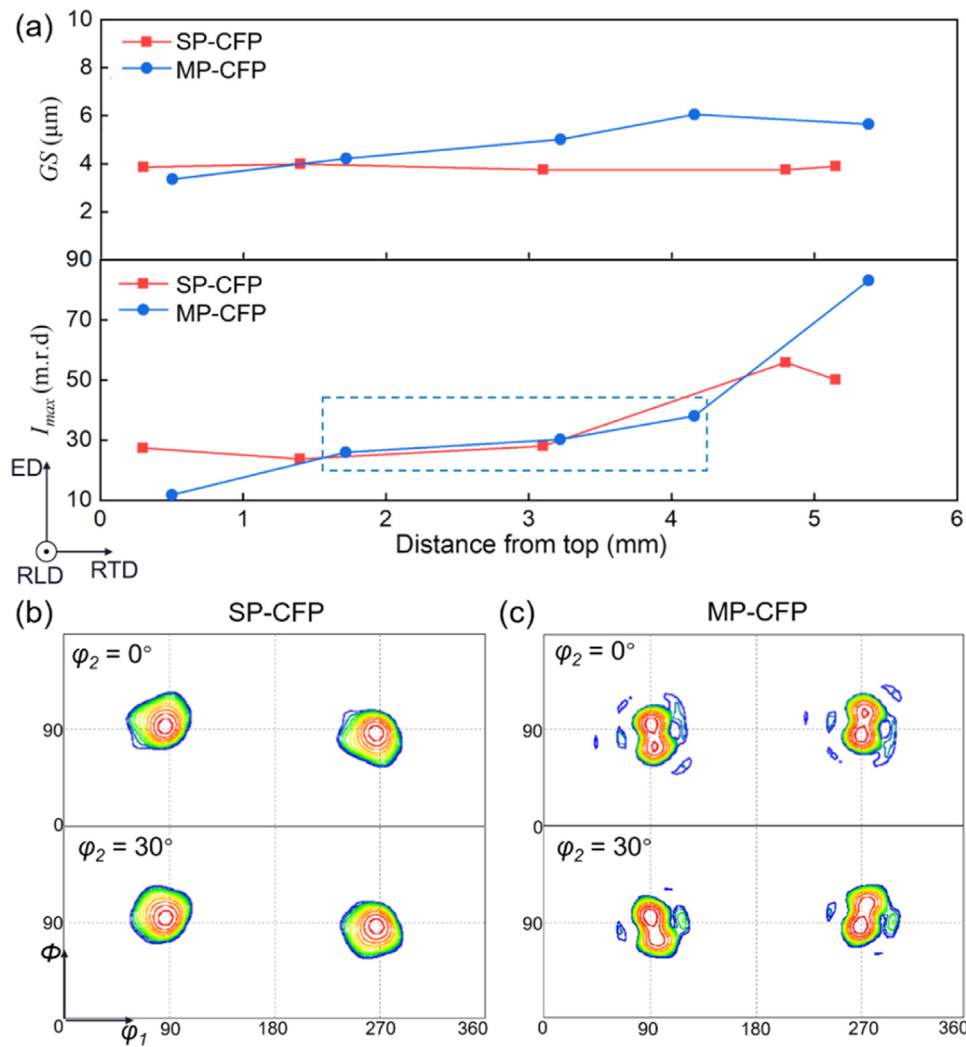 (a)
10
SP-CFP
MP-CFP
8
6
4
2
GS (μm)
90
SP-CFP
MP-CFP
70
50
30
10
I_max (m.r.d)
0 1 2 3 4 5 6
Distance from top (mm)
ED
RLD RTD
(b) SP-CFP
φ2 = 0°
90
0
φ2 = 30°
90
Φ
0 φ1 90 180 270 360
(c) MP-CFP
φ2 = 0°
90
0
φ2 = 30°
90
0 90 180 270 360